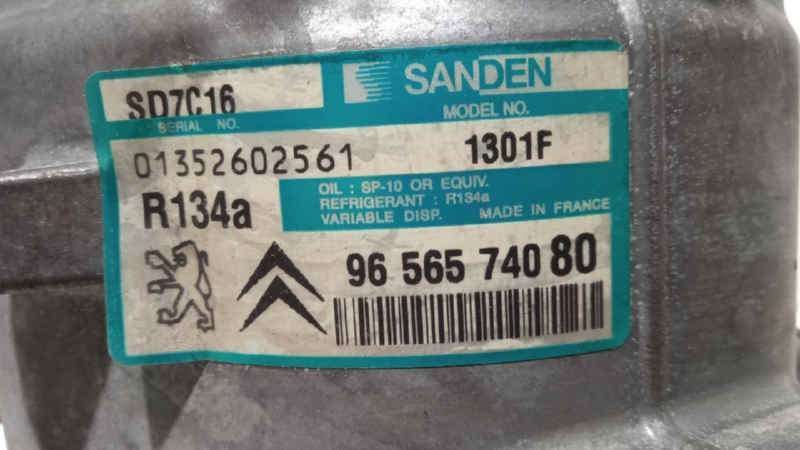 SANDEN
SD7C16
SERIAL NO.
MODEL NO.
01352602561
1301F
R134a
OIL : SP-10 OR EQUIV.
REFRIGERANT : R134a
VARIABLE DISP. MADE IN FRANCE
96 565 740 80